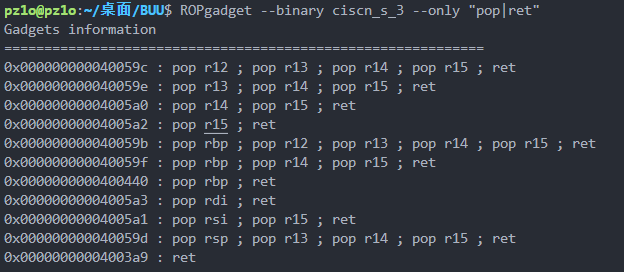 pz1o@pz1o:~/桌面/BUU$ ROPgadget --binary ciscn_s_3 --only "pop|ret"
Gadgets information
============================================================
0x000000000040059c : pop r12 ; pop r13 ; pop r14 ; pop r15 ; ret
0x000000000040059e : pop r13 ; pop r14 ; pop r15 ; ret
0x00000000004005a0 : pop r14 ; pop r15 ; ret
0x00000000004005a2 : pop r15 ; ret
0x000000000040059b : pop rbp ; pop r12 ; pop r13 ; pop r14 ; pop r15 ; ret
0x000000000040059f : pop rbp ; pop r14 ; pop r15 ; ret
0x0000000000400440 : pop rbp ; ret
0x00000000004005a3 : pop rdi ; ret
0x00000000004005a1 : pop rsi ; pop r15 ; ret
0x000000000040059d : pop rsp ; pop r13 ; pop r14 ; pop r15 ; ret
0x00000000004003a9 : ret